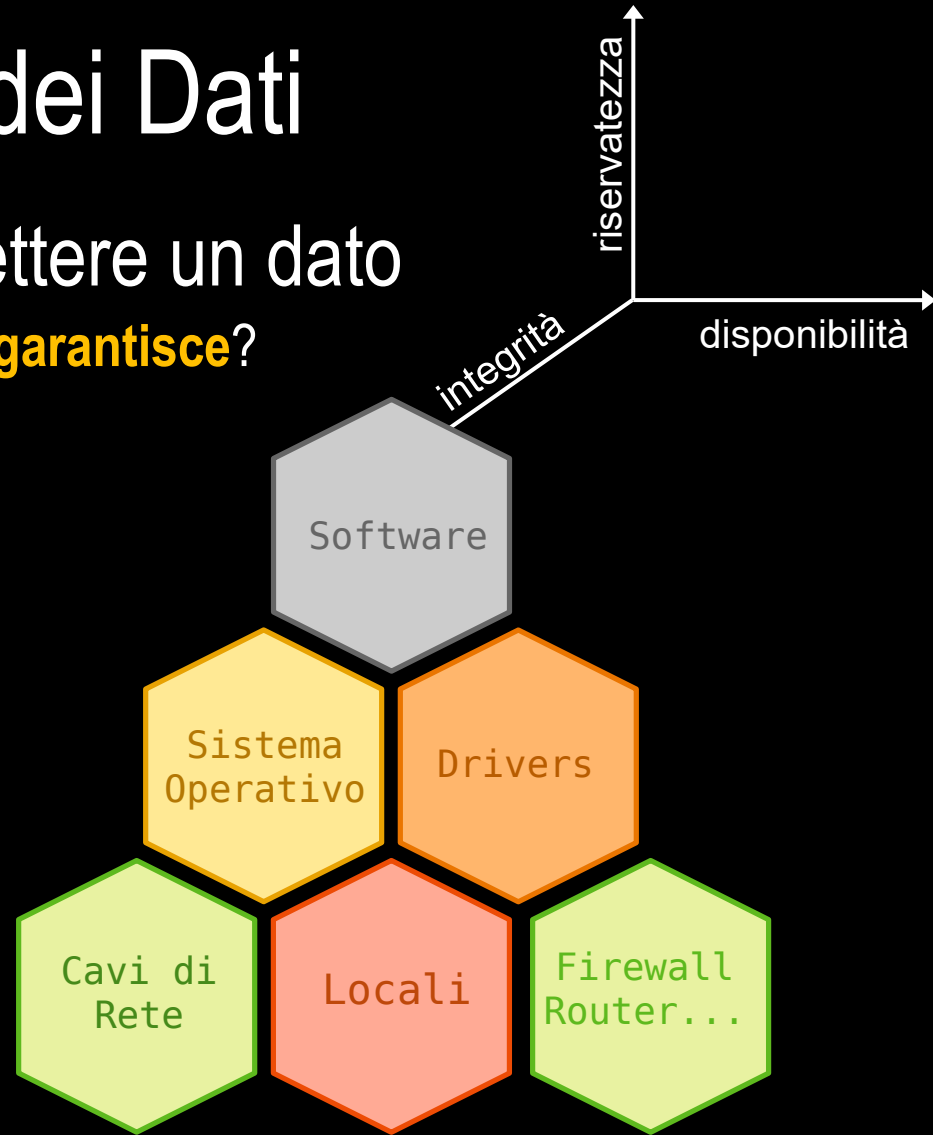 dei Dati
ettere un dato
garantisce?
riservatezza
integrità
disponibilità
Software
Sistema
Operativo
Drivers
Cavi di
Rete
Locali
Firewall
Router...